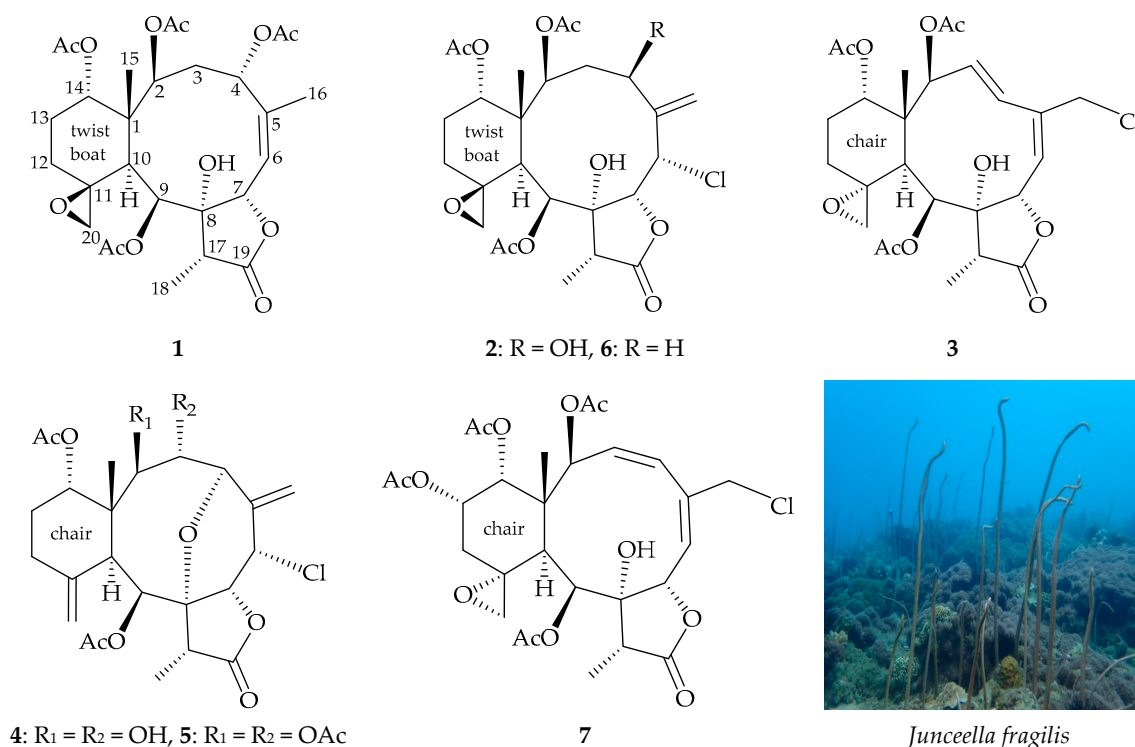 OAc
AcO
OAc
15
3
14
2
4
16
13
1
5
twist
boat
12
10
6
OH
11
9
7
H
8
O
20
O
AcO
17
19
18
O
1
R
OAc
AcO
twist
boat
OH
Cl
H
O
O
AcO
O
2: R = OH, 6: R = H
OAc
AcO
Cl
chair
OH
O
H
O
AcO
O
3
R₁
R₂
AcO
chair
O
Cl
H
AcO
O
O
4: R₁ = R₂ = OH, 5: R₁ = R₂ = OAc
OAc
AcO
AcO
Cl
chair
OH
O
H
O
AcO
O
7
Junceella fragilis